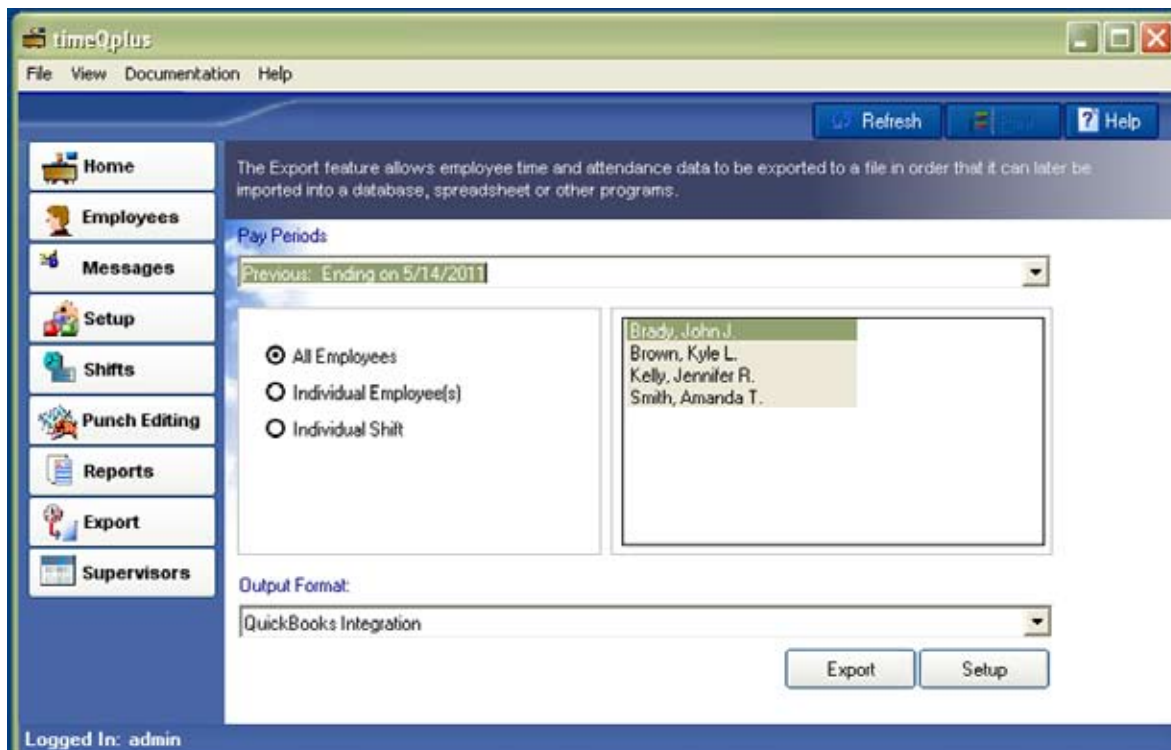 timeQplus
File View Documentation Help
Refresh Help
Home
Employees
Messages
Setup
Shifts
Punch Editing
Reports
Export
Supervisors
The Export feature allows employee time and attendance data to be exported to a file in order that it can later be
imported into a database, spreadsheet or other programs.
Pay Periods
Previous: Ending on 5/14/2011
All Employees
Individual Employee(s)
Individual Shift
Brady, John J.
Brown, Kyle L.
Kelly, Jennifer R.
Smith, Amanda T.
Output Format:
QuickBooks Integration
Export Setup
Logged In: admin